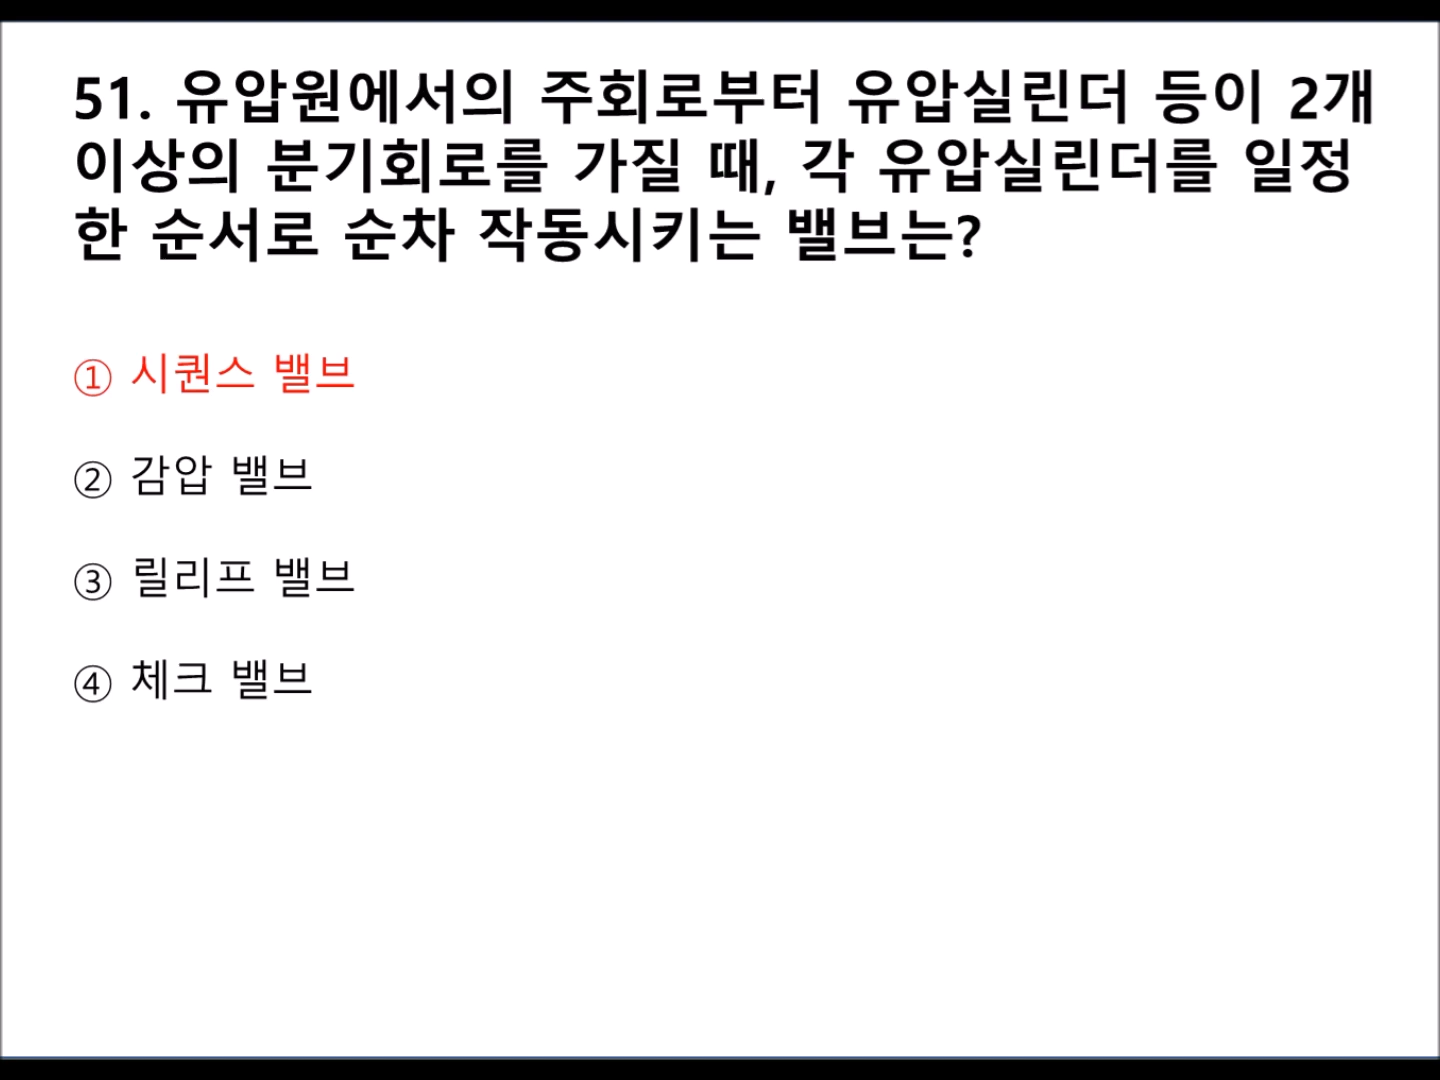 51. 유압원에서의 주회로부터 유압실린더 등이 2개
이상의 분기회로를 가질 때, 각 유압실린더를 일정
한 순서로 순차 작동시키는 밸브는?
① 시퀀스 밸브
② 감압 밸브
③ 릴리프 밸브
④ 체크 밸브